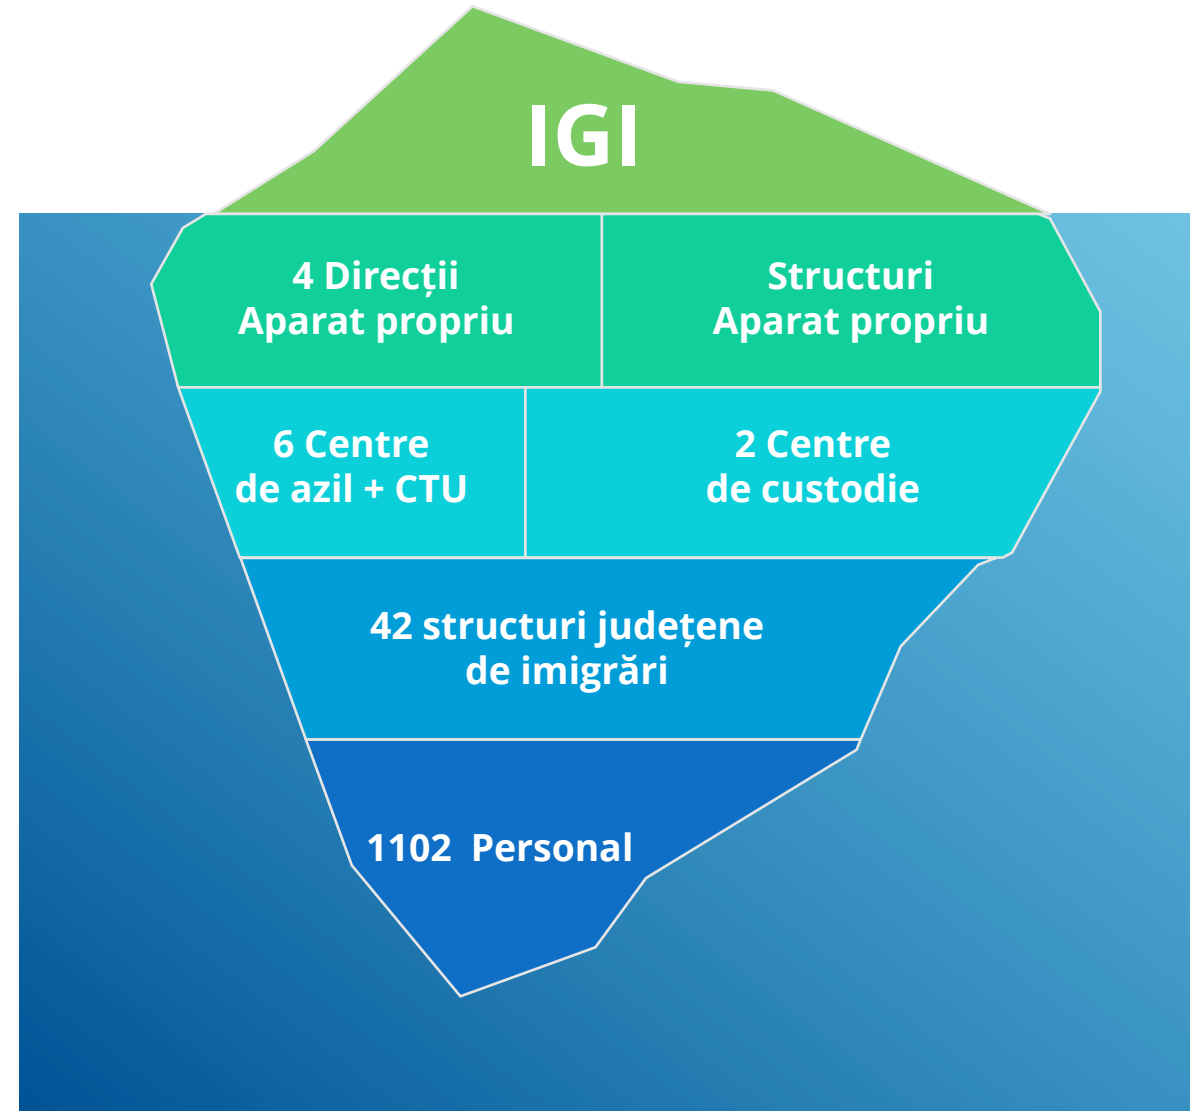 IGI
4 Direcții
Aparat propriu
Structuri
Aparat propriu
6 Centre
de azil + CTU
2 Centre
de custodie
42 structuri județene
de imigrări
1102  Personal